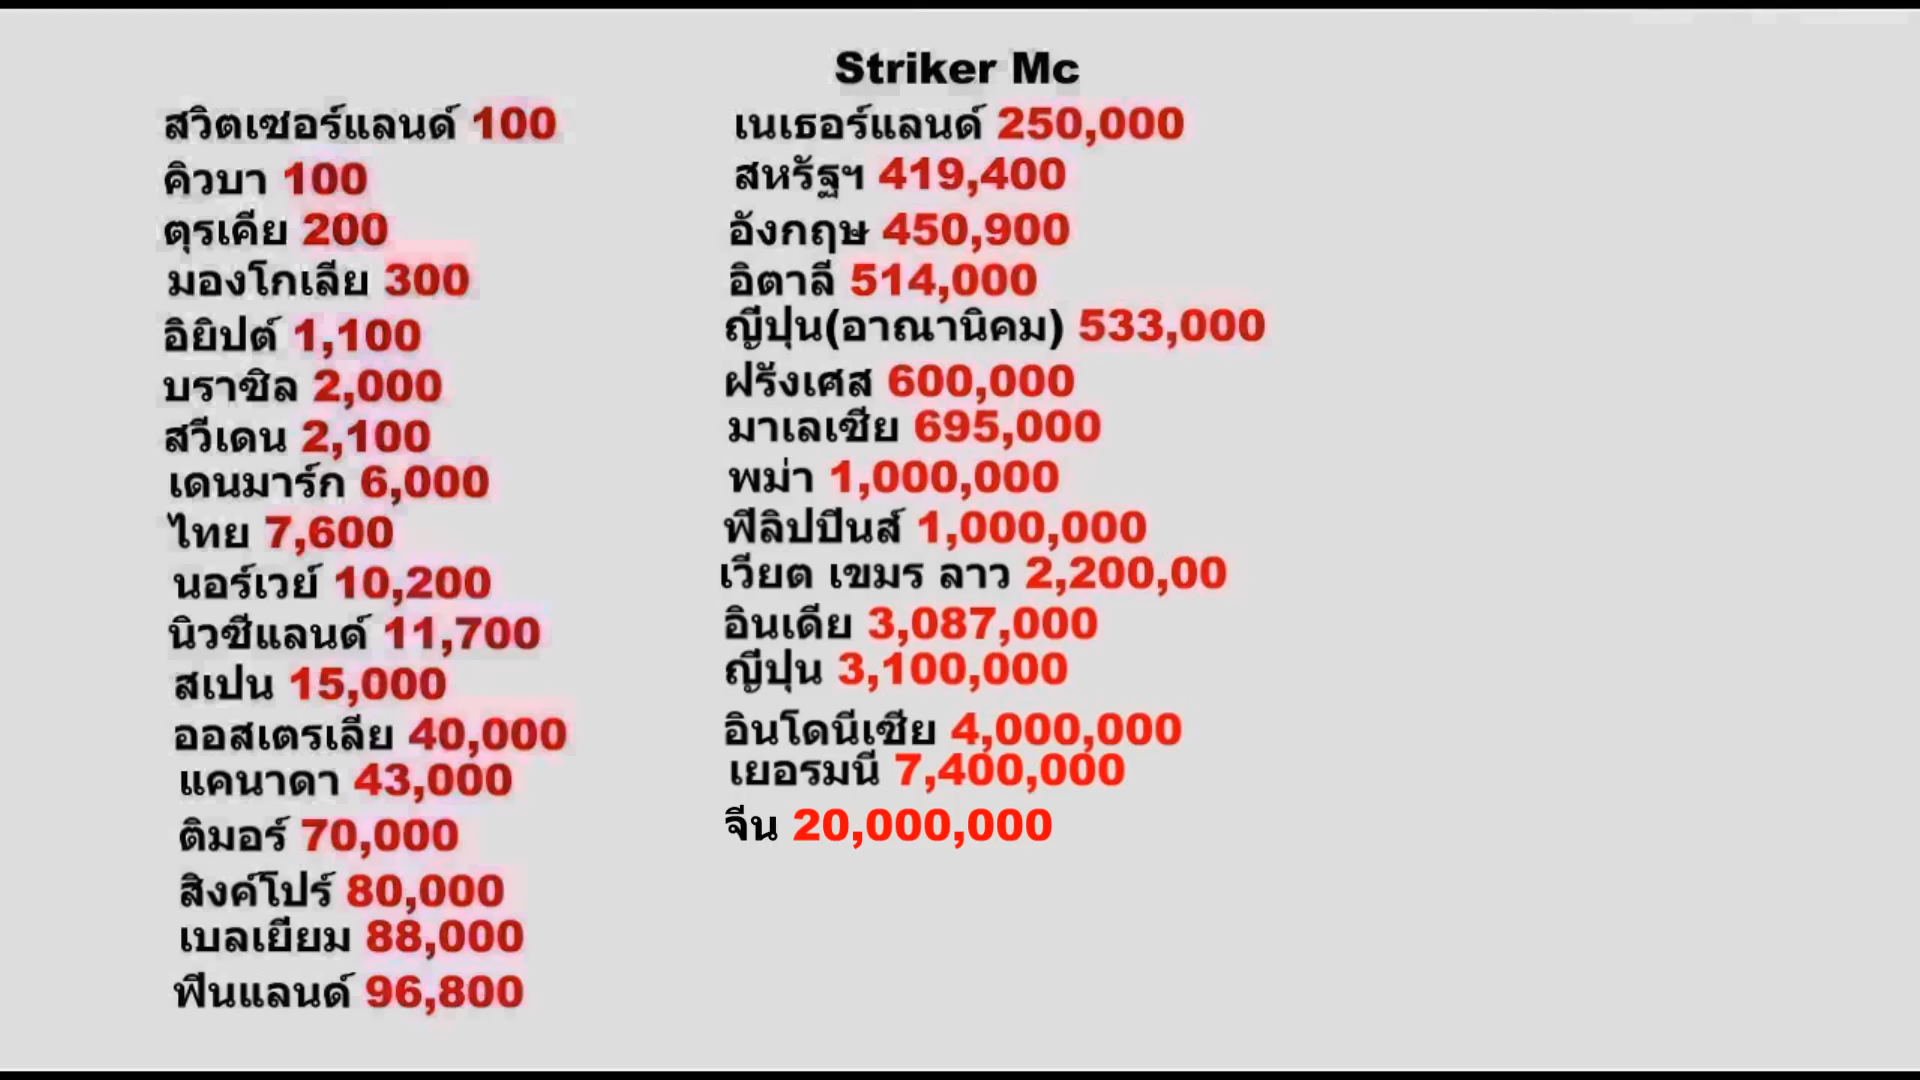 Striker Mc
สวิตเซอร์แลนด์ 100
คิวบา 100
ตุรเคีย 200
มองโกเลีย 300
อิยิปต์ 1,100
บราซิล 2,000
สวีเดน 2,100
เดนมาร์ก 6,000
ไทย 7,600
นอร์เวย์ 10,200
นิวซีแลนด์ 11,700
สเปน 15,000
ออสเตรเลีย 40,000
แคนาดา 43,000
ติมอร์ 70,000
สิงค์โปร์ 80,000
เบลเยียม 88,000
ฟินแลนด์ 96,800
เนเธอร์แลนด์ 250,000
สหรัฐฯ 419,400
อังกฤษ 450,900
อิตาลี 514,000
ญี่ปุ่น(อาณานิคม) 533,000
ฝรั่งเศส 600,000
มาเลเซีย 695,000
พม่า 1,000,000
ฟิลิปปินส์ 1,000,000
เวียต เขมร ลาว 2,200,00
อินเดีย 3,087,000
ญี่ปุ่น 3,100,000
อินโดนีเซีย 4,000,000
เยอรมนี 7,400,000
จีน 20,000,000